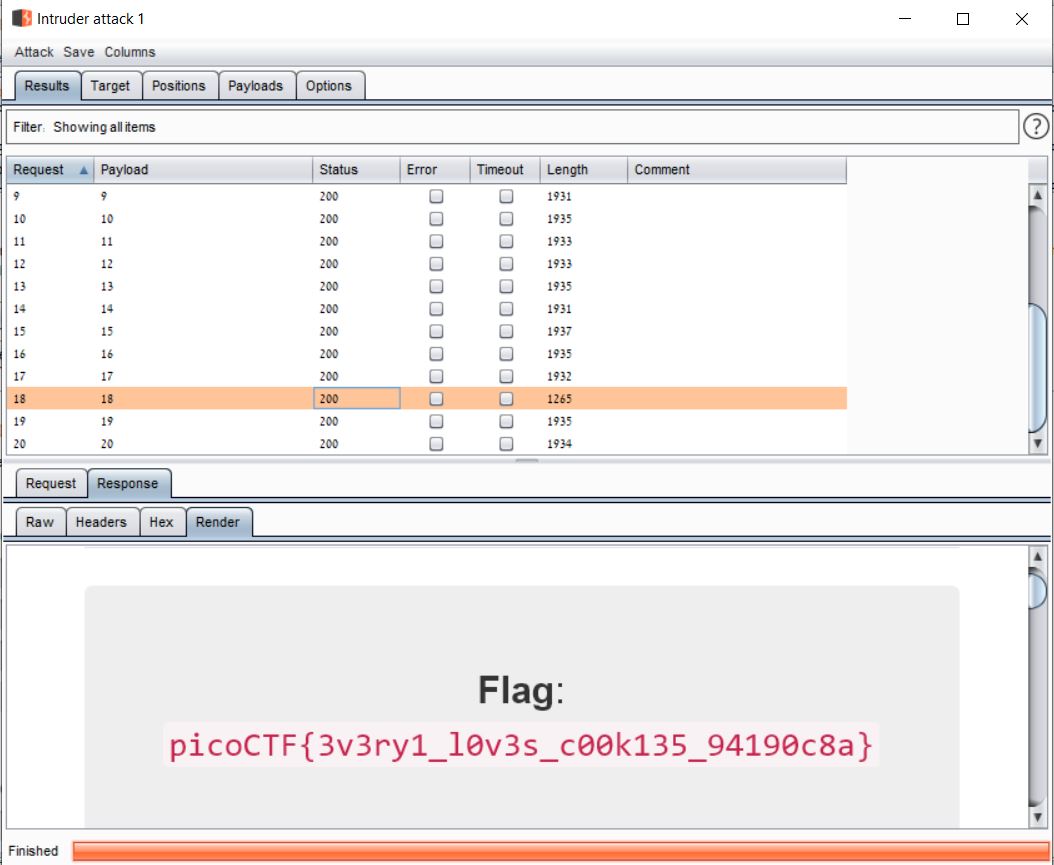 Intruder attack 1
Attack Save Columns
Results Target Positions Payloads Options
Filter: Showing all items ?
Request Payload Status Error Timeout Length Comment
9 9 200 1931
10 10 200 1935
11 11 200 1933
12 12 200 1933
13 13 200 1935
14 14 200 1931
15 15 200 1937
16 16 200 1935
17 17 200 1932
18 18 200 1265
19 19 200 1935
20 20 200 1934
Request Response
Raw Headers Hex Render
Flag:
picoCTF{3v3ry1_l0v3s_c00k135_94190c8a}
Finished